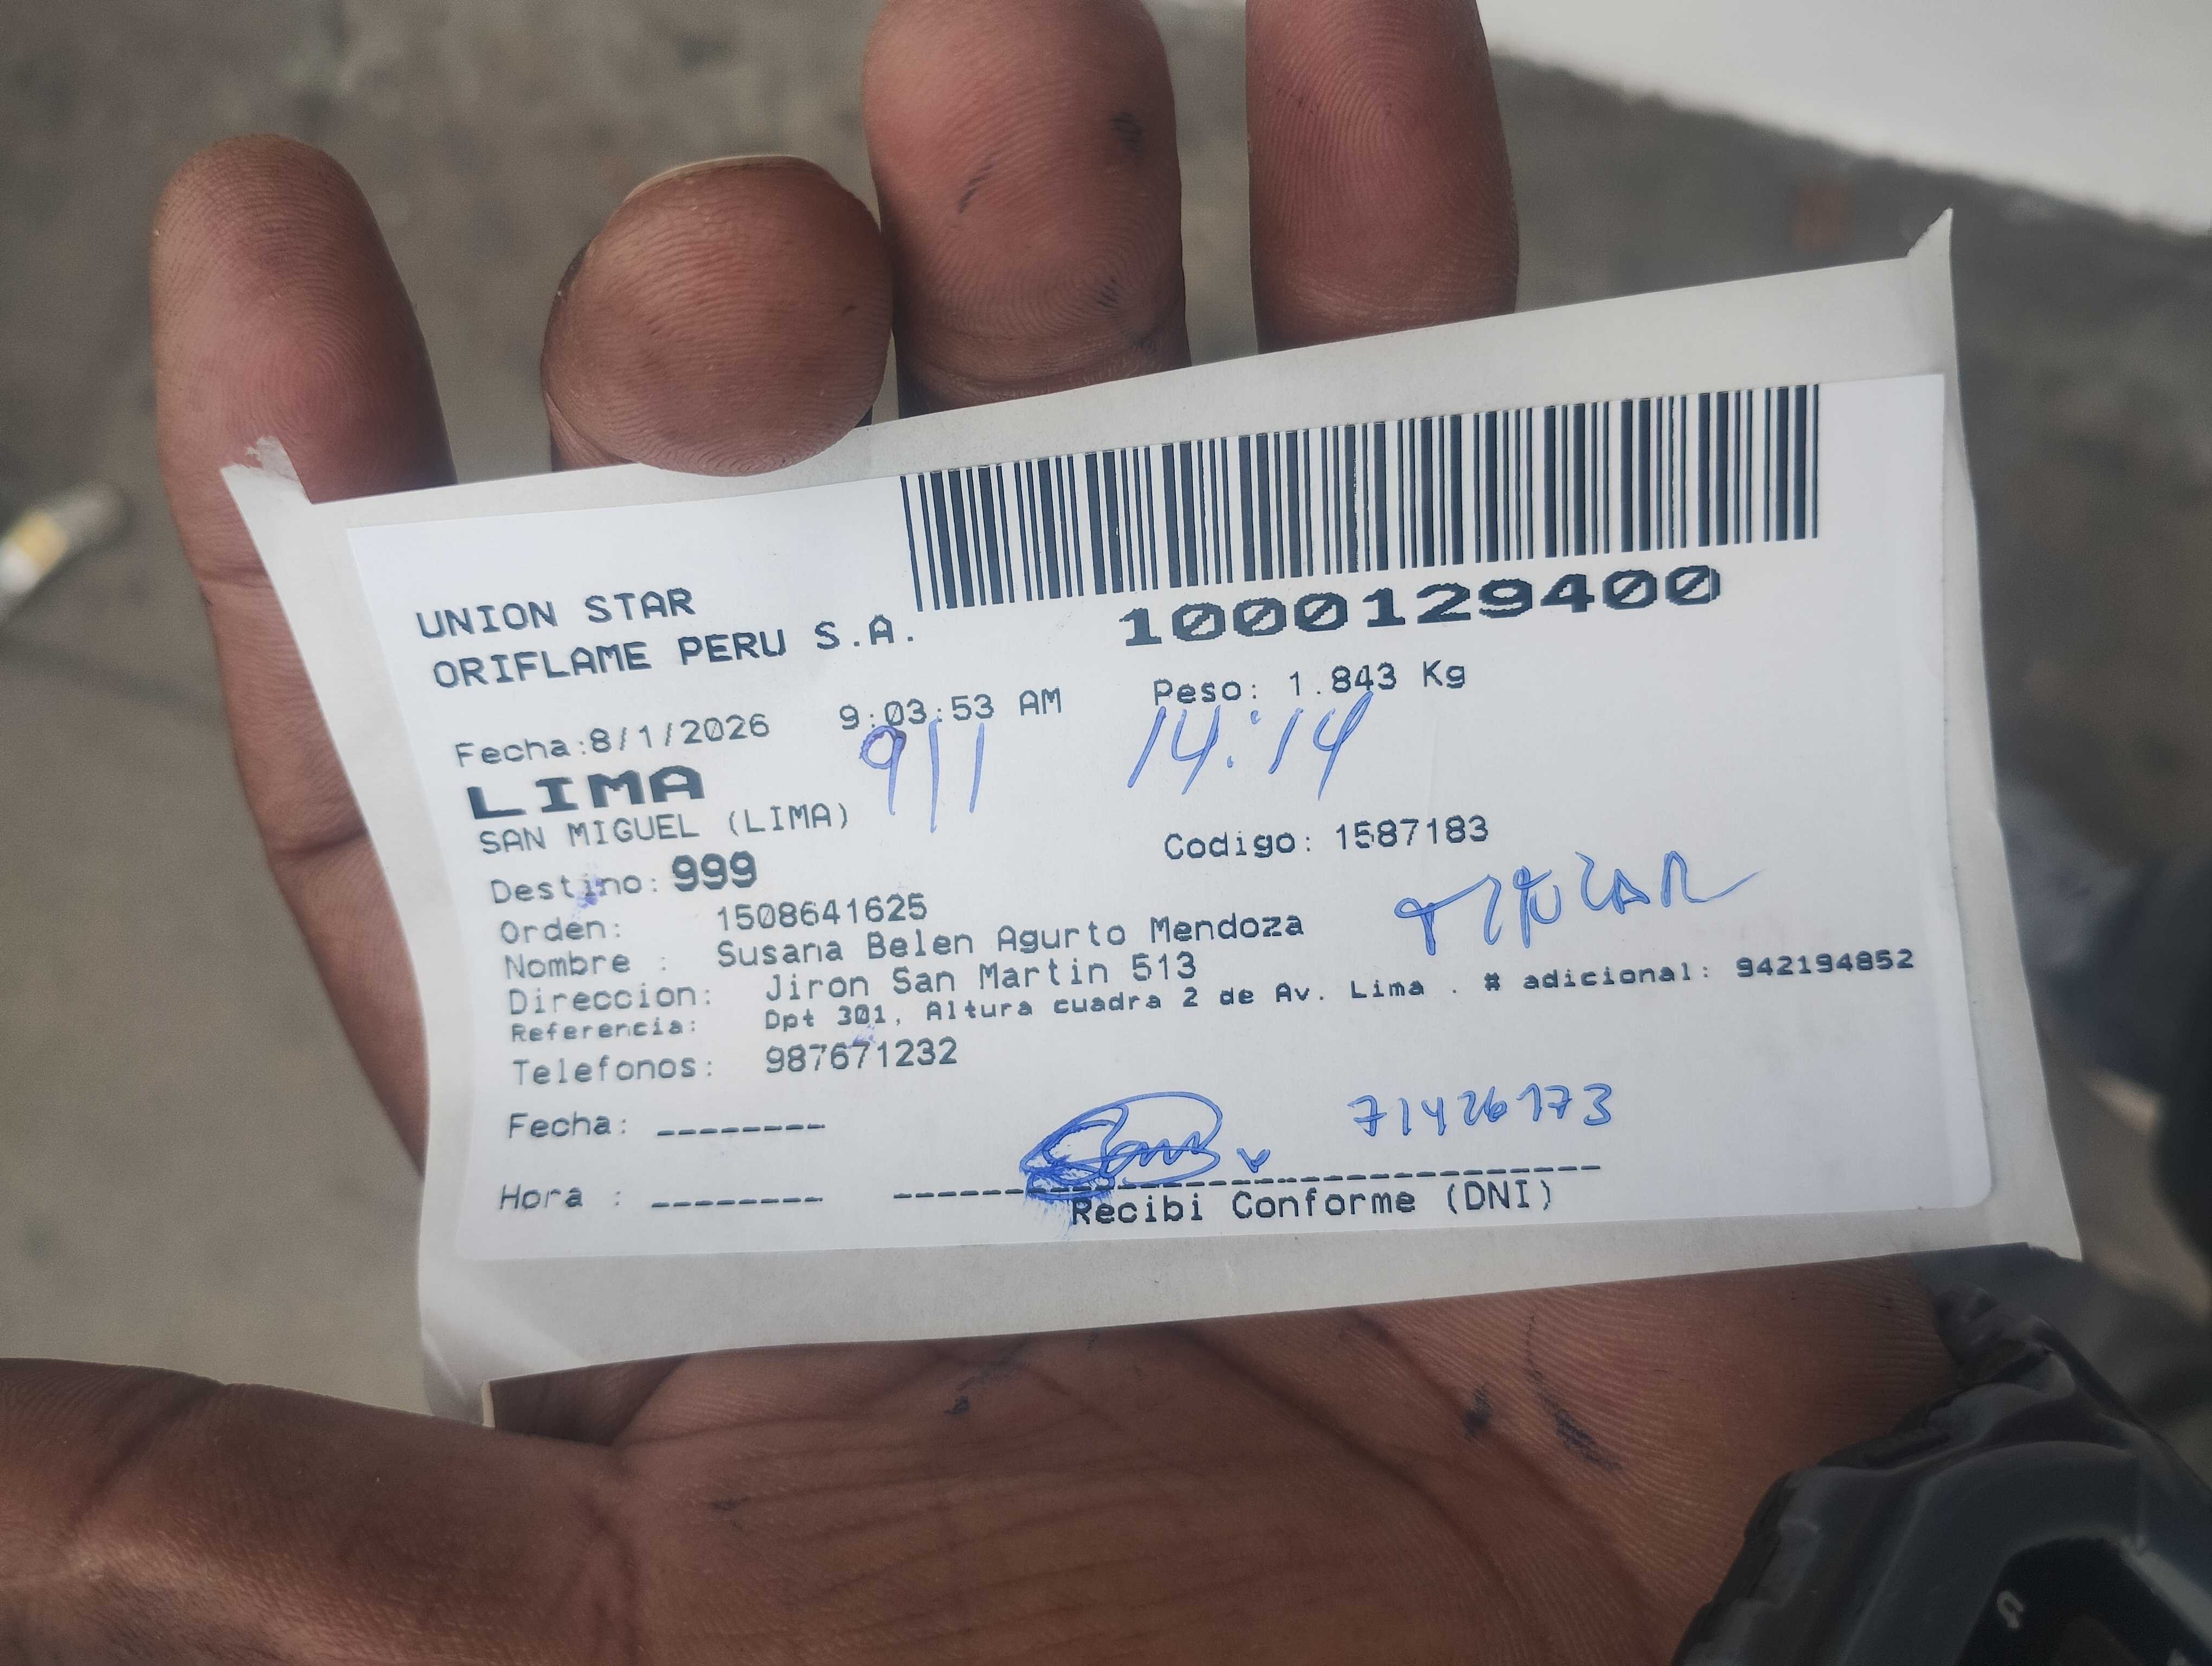 UNION STAR
ORIFLAME PERU S.A.
1000129400
Fecha:8/1/2026 9:03:53 AM Peso: 1.843 Kg
9/1 14:14
LIMA
SAN MIGUEL (LIMA)
Destino: 999 Codigo: 1587183
Orden: 1508641625
Nombre : Susana Belen Agurto Mendoza
Direccion: Jiron San Martin 513
Referencia: Dpt 301, Altura cuadra 2 de Av. Lima . # adicional: 942194852
Telefonos: 987671232
Fecha: --------
71426173
Hora : --------
Recibi Conforme (DNI)